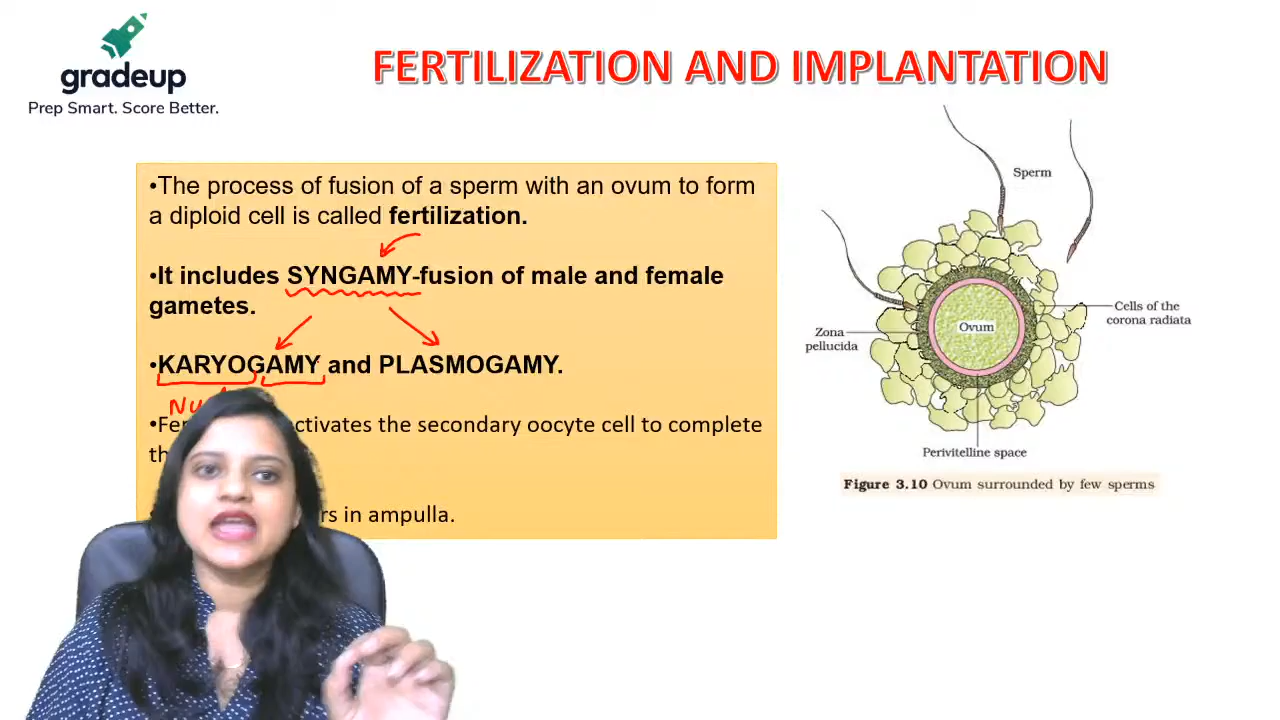 gradeup
Prep Smart. Score Better.
FERTILIZATION AND IMPLANTATION
•The process of fusion of a sperm with an ovum to form
a diploid cell is called fertilization.
•It includes SYNGAMY-fusion of male and female
gametes.
•KARYOGAMY and PLASMOGAMY.
Nu
•Fe ctivates the secondary oocyte cell to complete
th
rs in ampulla.
Sperm
Ovum
Cells of the
corona radiata
Zona
pellucida
Perivitelline space
Figure 3.10 Ovum surrounded by few sperms